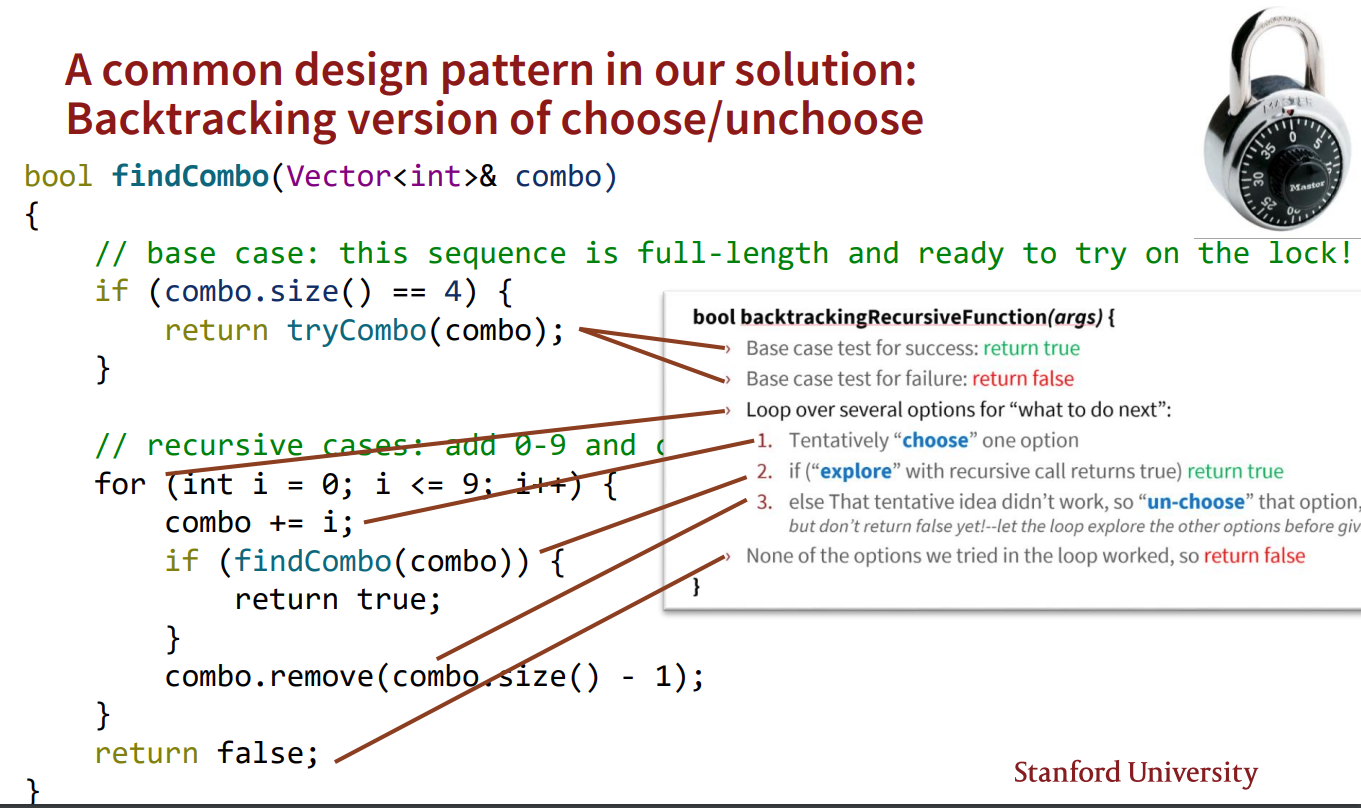 A common design pattern in our solution:
Backtracking version of choose/unchoose
bool findCombo(Vector<int>& combo)
{
// base case: this sequence is full-length and ready to try on the lock!
if (combo.size() == 4) {
return tryCombo(combo);
}
// recursive cases: add 0-9 and
for (int i = 0; i <= 9; i++) {
combo += i;
if (findCombo(combo)) {
return true;
}
combo.remove(combo.size() - 1);
}
return false;
}
bool backtrackingRecursiveFunction(args) {
› Base case test for success: return true
› Base case test for failure: return false
› Loop over several options for “what to do next”:
1. Tentatively “choose” one option
2. if (“explore” with recursive call returns true) return true
3. else That tentative idea didn’t work, so “un-choose” that option,
but don’t return false yet!--let the loop explore the other options before
› None of the options we tried in the loop worked, so return false
}
MASTER
0
5
35
30
25
Master
Stanford University